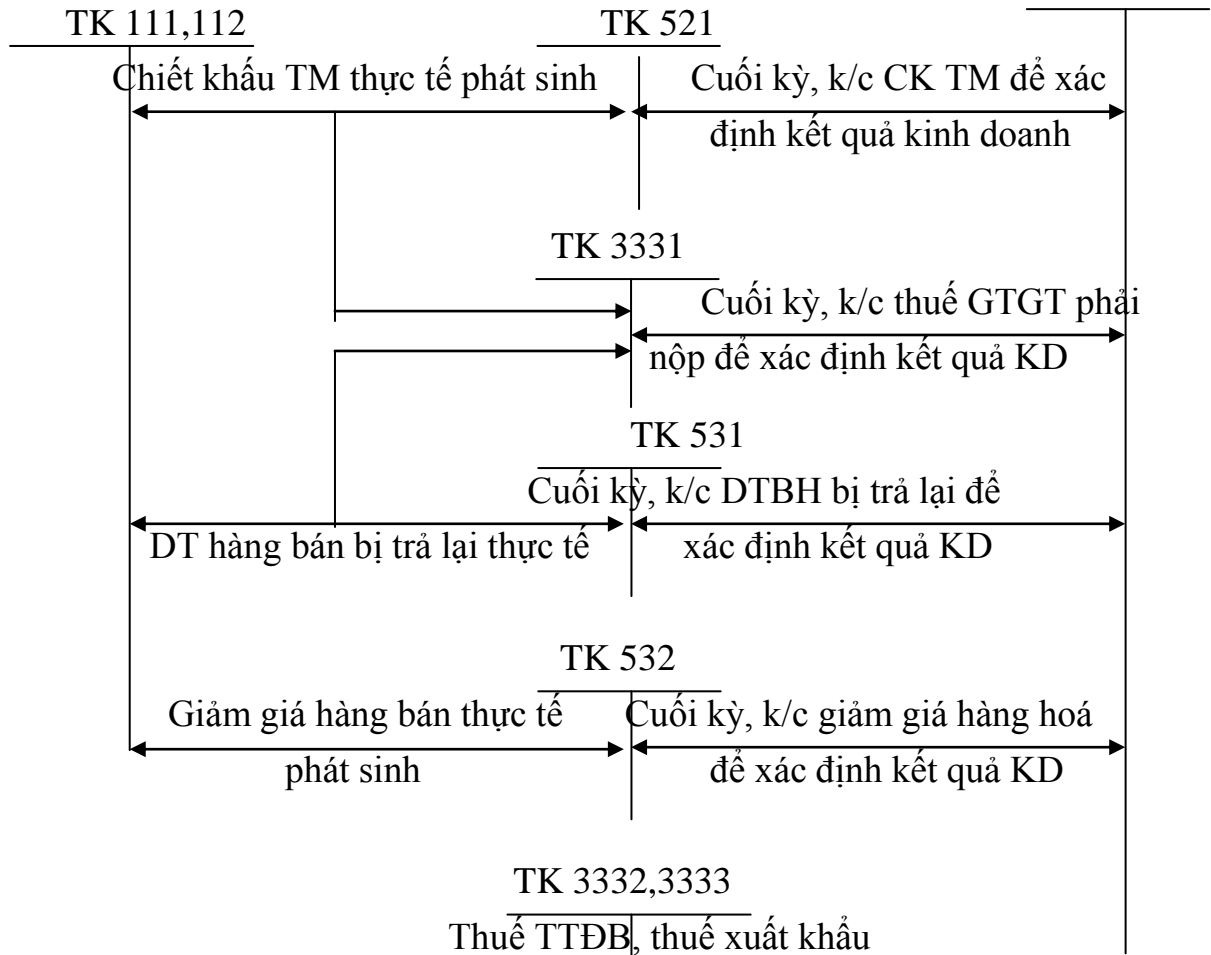 TK 111,112
TK 521
Chiết khấu TM thực tế phát sinh
Cuối kỳ, k/c CK TM để xác
định kết quả kinh doanh
TK 3331
Cuối kỳ, k/c thuế GTGT phải
nộp để xác định kết quả KD
TK 531
Cuối kỳ, k/c DTBH bị trả lại để
DT hàng bán bị trả lại thực tế
xác định kết quả KD
TK 532
Giảm giá hàng bán thực tế
phát sinh
Cuối kỳ, k/c giảm giá hàng hoá
để xác định kết quả KD
TK 3332,3333
Thuế TTĐB, thuế xuất khẩu